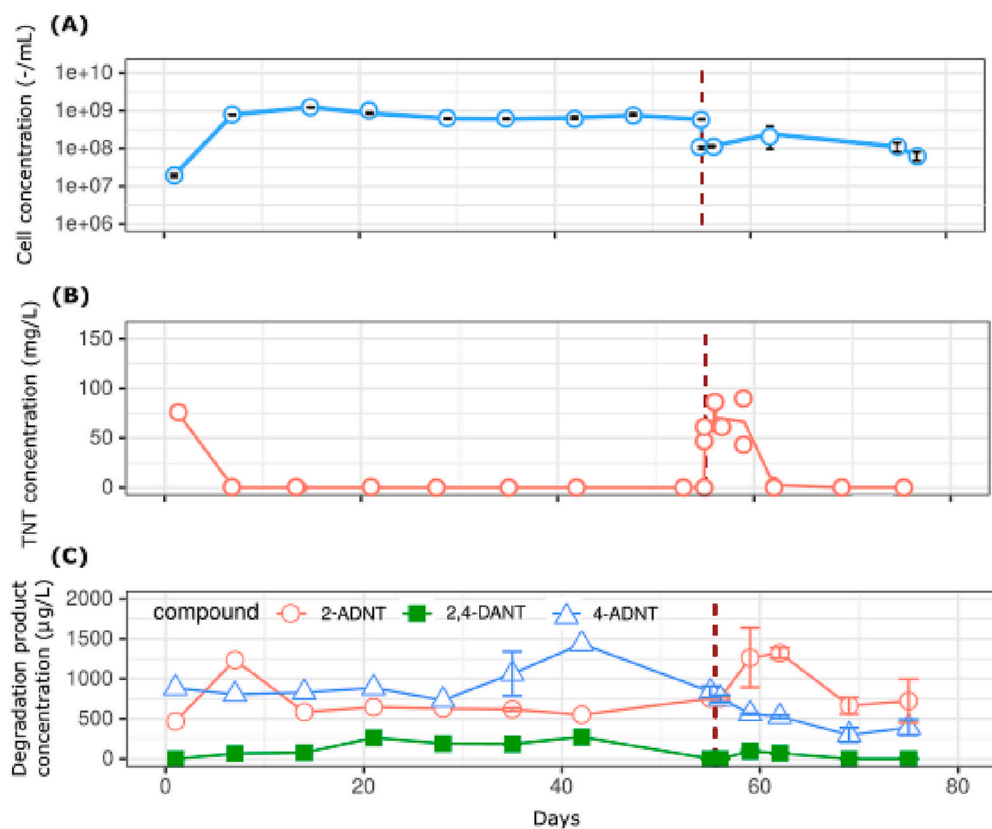 (A)
Cell concentration (-/mL)
1e+10
1e+09
1e+08
1e+07
1e+06
(B)
TNT concentration (mg/L)
150
100
50
0
(C)
Degradation product
concentration (µg/L)
2000
1500
1000
500
0
compound 2-ADNT 2,4-DANT 4-ADNT
0 20 40 60 80
Days